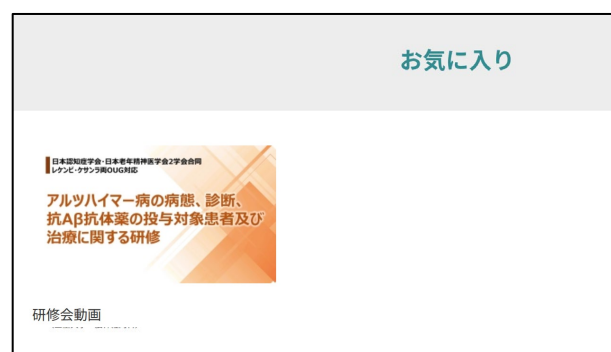 お気に入り
日本認知症学会・日本老年精神医学会2学会合同
レケンビ・ケサンラ両OUG対応
アルツハイマー病の病態、診断、
抗Aβ抗体薬の投与対象患者及び
治療に関する研修
研修会動画